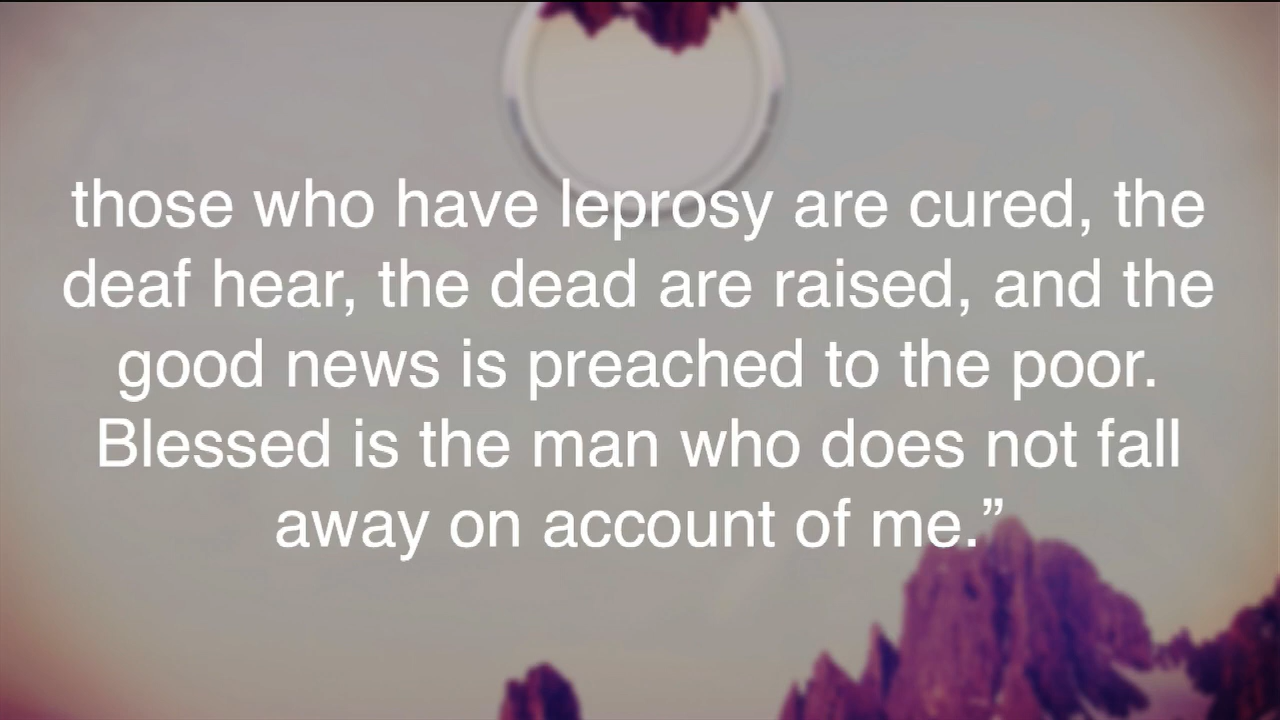 those who have leprosy are cured, the
deaf hear, the dead are raised, and the
good news is preached to the poor.
Blessed is the man who does not fall
away on account of me.”